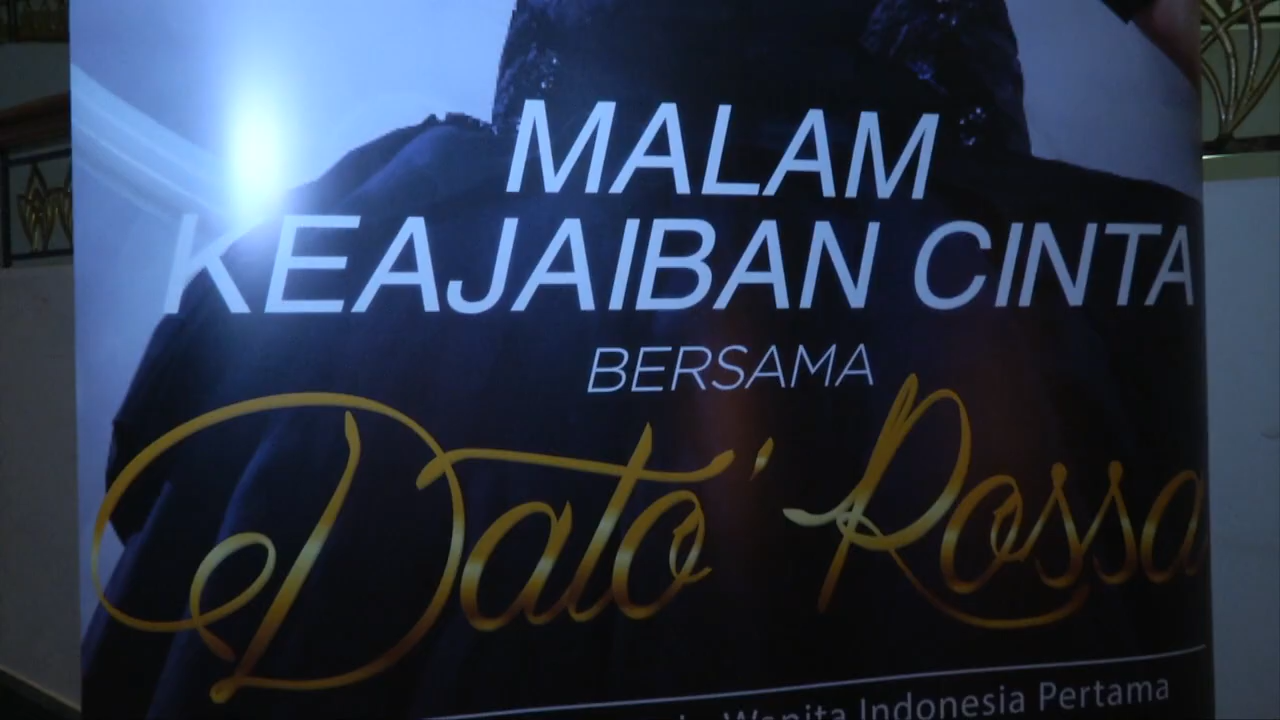 MALAM
KEAJAIBAN CINTA
BERSAMA
Dato' Rossa
Wanita Indonesia Pertama